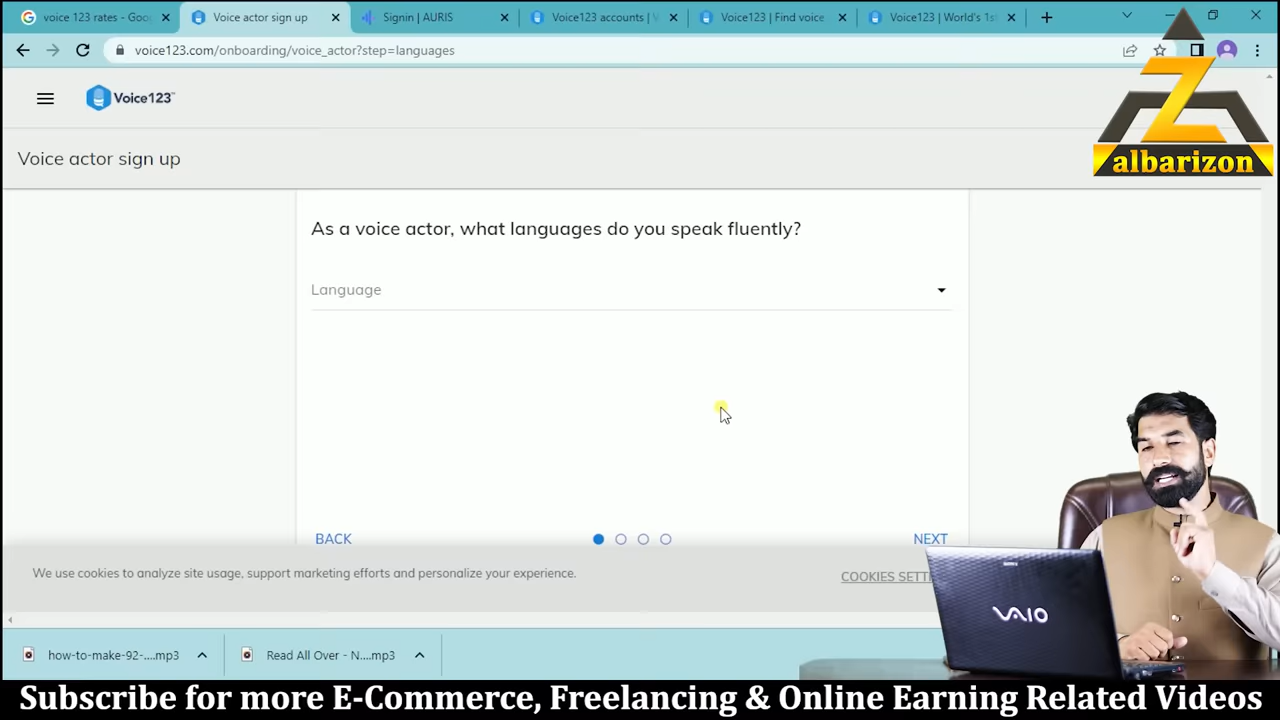 voice 123 rates - Goo
Voice actor sign up
Signin | AURIS
Voice123 accounts | V
Voice123 | Find voice
Voice123 | World's 1st
voice123.com/onboarding/voice_actor?step=languages
Voice123
albarizon
Voice actor sign up
As a voice actor, what languages do you speak fluently?
Language
BACK
NEXT
We use cookies to analyze site usage, support marketing efforts and personalize your experience.
COOKIES SETT
how-to-make-92-....mp3
Read All Over - N....mp3
VAIO
Subscribe for more E-Commerce, Freelancing & Online Earning Related Videos